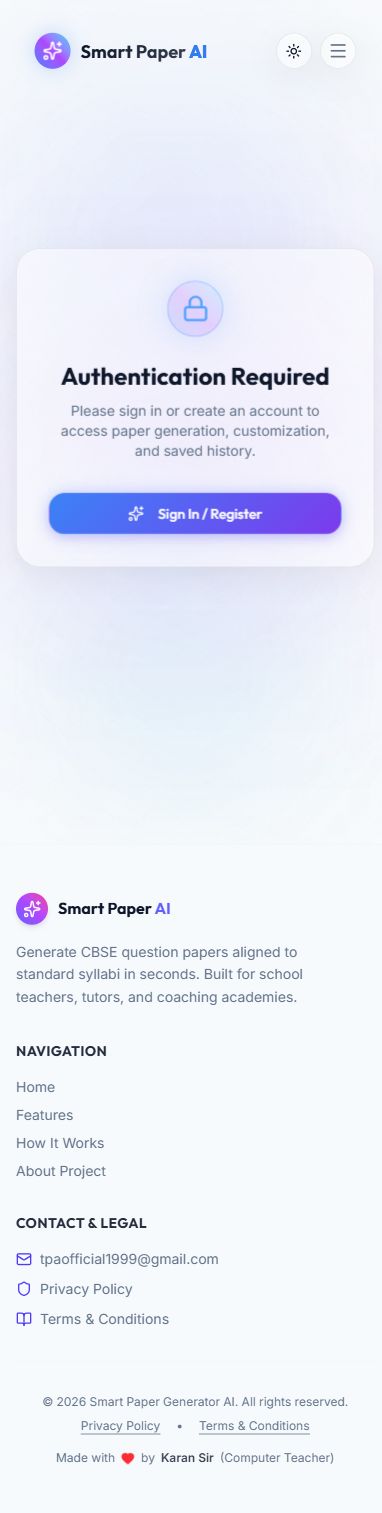 Smart Paper AI
Authentication Required
Please sign in or create an account to
access paper generation, customization,
and saved history.
Sign In / Register
Smart Paper AI
Generate CBSE question papers aligned to
standard syllabi in seconds. Built for school
teachers, tutors, and coaching academies.
NAVIGATION
Home
Features
How It Works
About Project
CONTACT & LEGAL
tpaofficial1999@gmail.com
Privacy Policy
Terms & Conditions
© 2026 Smart Paper Generator AI. All rights reserved.
Privacy Policy • Terms & Conditions
Made with ❤ by Karan Sir (Computer Teacher)